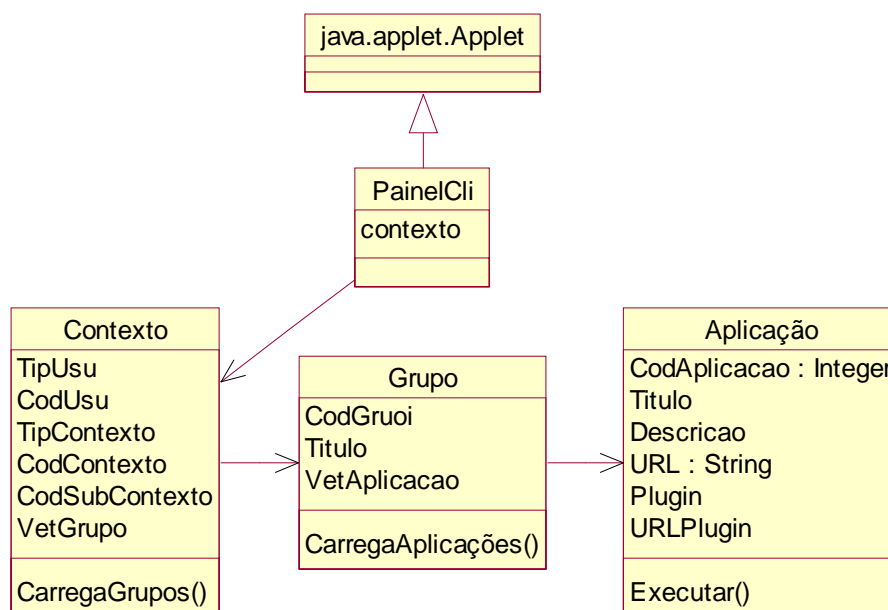 java.applet.Applet
PainelCli
contexto
Contexto
TipUsu
CodUsu
TipContexto
CodContexto
CodSubContexto
VetGrupo
CarregaGrupos()
Grupo
CodGruoi
Titulo
VetAplicacao
CarregaAplicações()
Aplicação
CodAplicacao : Integer
Titulo
Descricao
URL : String
Plugin
URLPlugin
Executar()